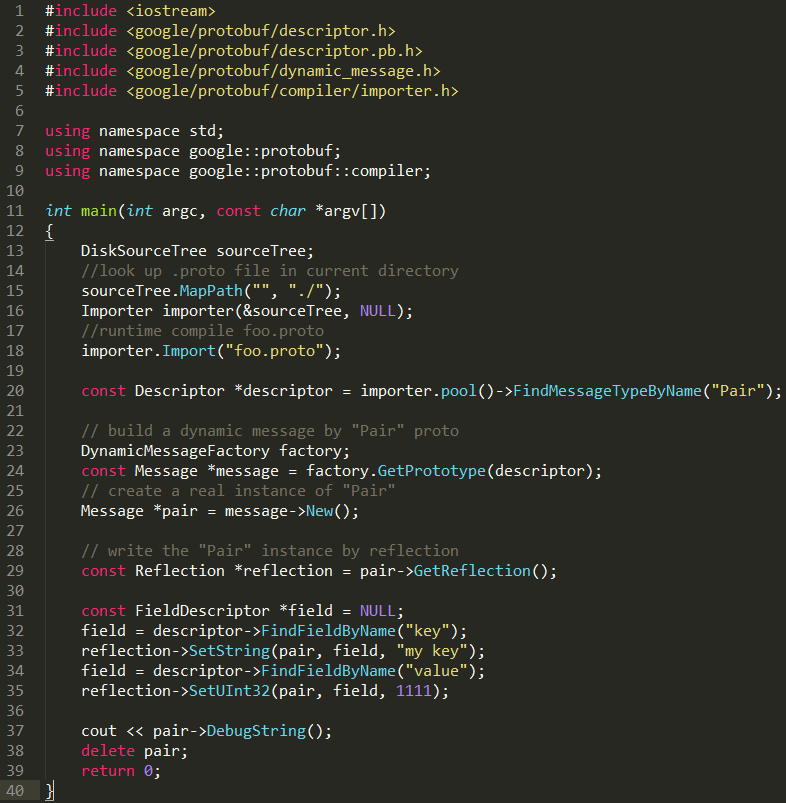 1 #include <iostream>
2 #include <google/protobuf/descriptor.h>
3 #include <google/protobuf/descriptor.pb.h>
4 #include <google/protobuf/dynamic_message.h>
5 #include <google/protobuf/compiler/importer.h>
6
7 using namespace std;
8 using namespace google::protobuf;
9 using namespace google::protobuf::compiler;
10
11 int main(int argc, const char *argv[])
12 {
13     DiskSourceTree sourceTree;
14     //look up .proto file in current directory
15     sourceTree.MapPath("", "./");
16     Importer importer(&sourceTree, NULL);
17     //runtime compile foo.proto
18     importer.Import("foo.proto");
19
20     const Descriptor *descriptor = importer.pool()->FindMessageTypeByName("Pair");
21
22     // build a dynamic message by "Pair" proto
23     DynamicMessageFactory factory;
24     const Message *message = factory.GetPrototype(descriptor);
25     // create a real instance of "Pair"
26     Message *pair = message->New();
27
28     // write the "Pair" instance by reflection
29     const Reflection *reflection = pair->GetReflection();
30
31     const FieldDescriptor *field = NULL;
32     field = descriptor->FindFieldByName("key");
33     reflection->SetString(pair, field, "my key");
34     field = descriptor->FindFieldByName("value");
35     reflection->SetUInt32(pair, field, 1111);
36
37     cout << pair->DebugString();
38     delete pair;
39     return 0;
40 }